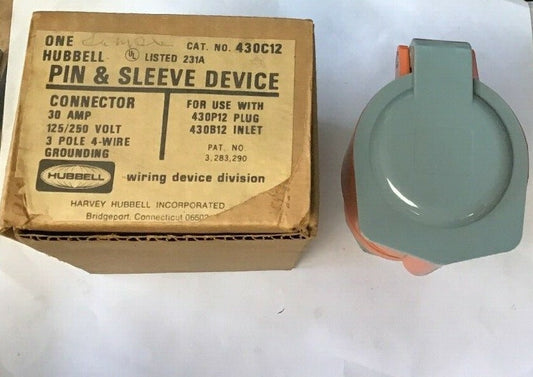 ONE
HUBBELL
LISTED 231A
CAT. NO. 430C12
UL
PIN & SLEEVE DEVICE
CONNECTOR
30 AMP
125/250 VOLT
3 POLE 4-WIRE
GROUNDING
FOR USE WITH
430P12 PLUG
430B12 INLET
PAT. NO
3,283,290
HUBBELL
wiring device division
HARVEY HUBBELL INCORPORATED
Bridgeport, Connecticut 06602